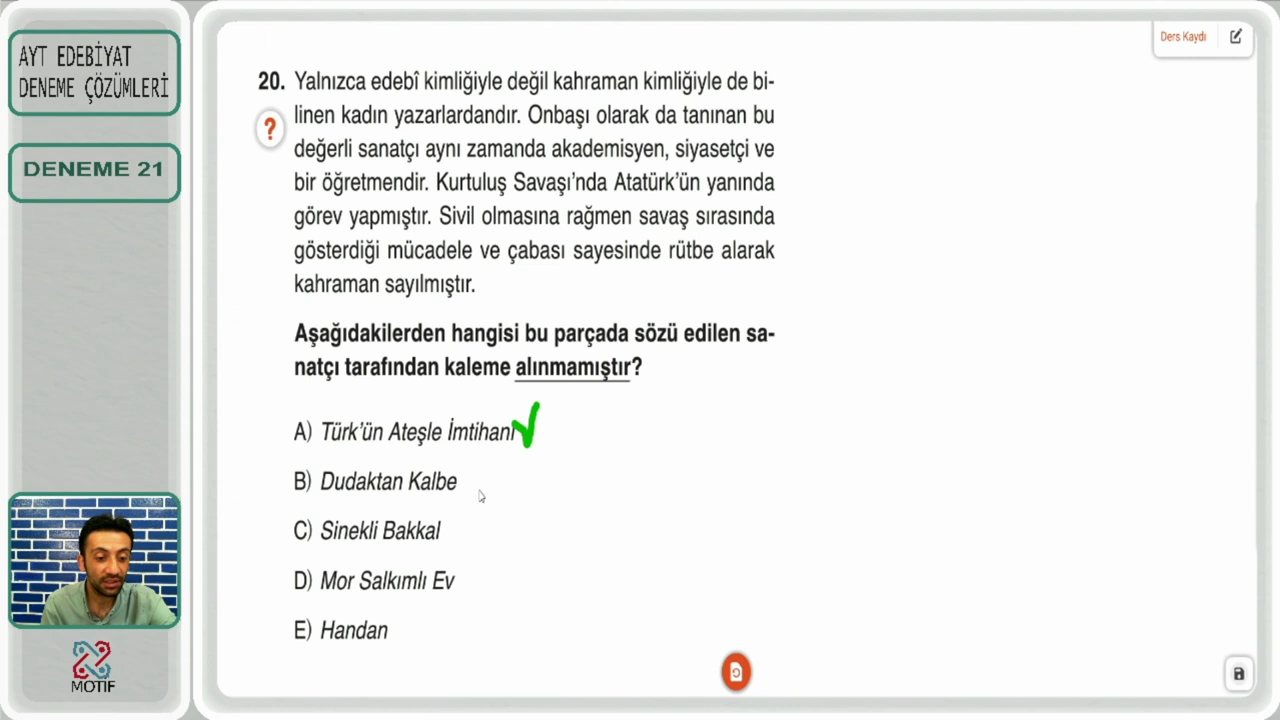 AYT EDEBİYAT
DENEME ÇÖZÜMLERİ
DENEME 21
MOTIF
Ders Kaydı
20. Yalnızca edebî kimliğiyle değil kahraman kimliğiyle de bi-
linen kadın yazarlardandır. Onbaşı olarak da tanınan bu
değerli sanatçı aynı zamanda akademisyen, siyasetçi ve
bir öğretmendir. Kurtuluş Savaşı'nda Atatürk'ün yanında
görev yapmıştır. Sivil olmasına rağmen savaş sırasında
gösterdiği mücadele ve çabası sayesinde rütbe alarak
kahraman sayılmıştır.
?
Aşağıdakilerden hangisi bu parçada sözü edilen sa-
natçı tarafından kaleme alınmamıştır?
A) Türk'ün Ateşle İmtihanı
B) Dudaktan Kalbe
C) Sinekli Bakkal
D) Mor Salkımlı Ev
E) Handan